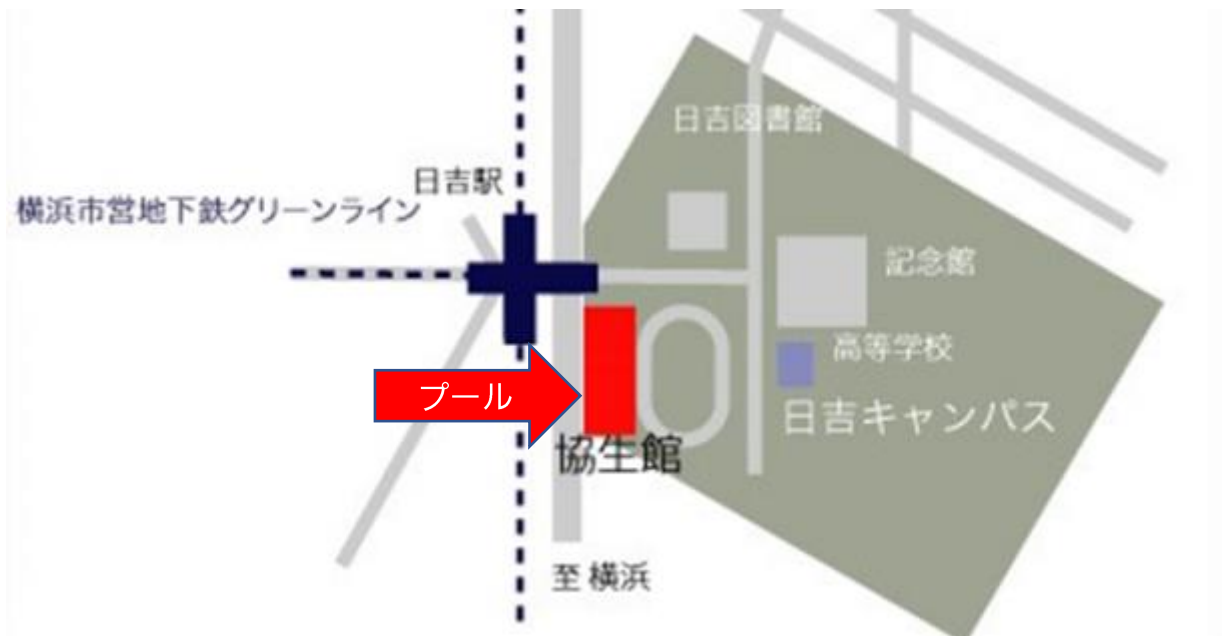 日吉図書館
日吉駅
横浜市営地下鉄グリーンライン
記念館
高等学校
プール
日吉キャンパス
協生館
至 横浜